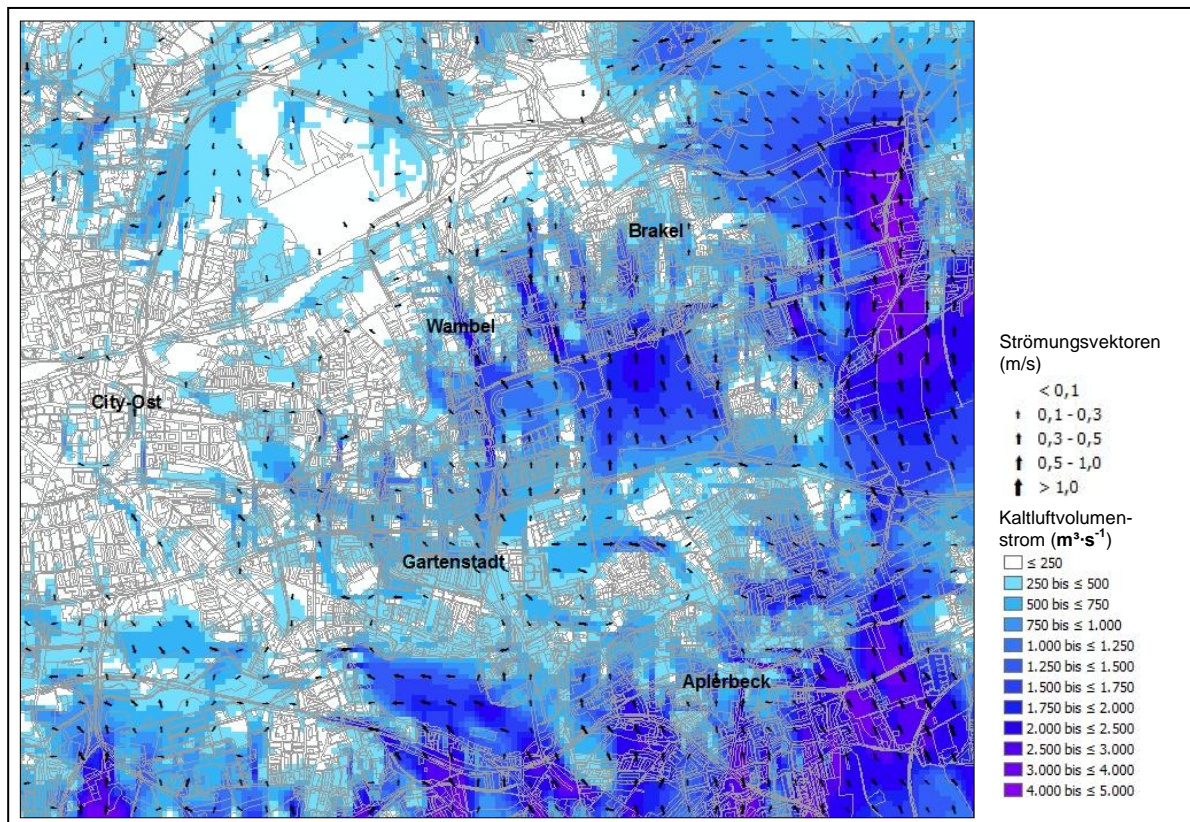 Brakel
Wambel
City-Ost
Gartenstadt
Aplerbeck
Strömungsvektoren
(m/s)
< 0,1
0,1 - 0,3
0,3 - 0,5
0,5 - 1,0
> 1,0
Kaltluftvolumen-
strom (m³·s⁻¹)
≤ 250
250 bis ≤ 500
500 bis ≤ 750
750 bis ≤ 1.000
1.000 bis ≤ 1.250
1.250 bis ≤ 1.500
1.500 bis ≤ 1.750
1.750 bis ≤ 2.000
2.000 bis ≤ 2.500
2.500 bis ≤ 3.000
3.000 bis ≤ 4.000
4.000 bis ≤ 5.000